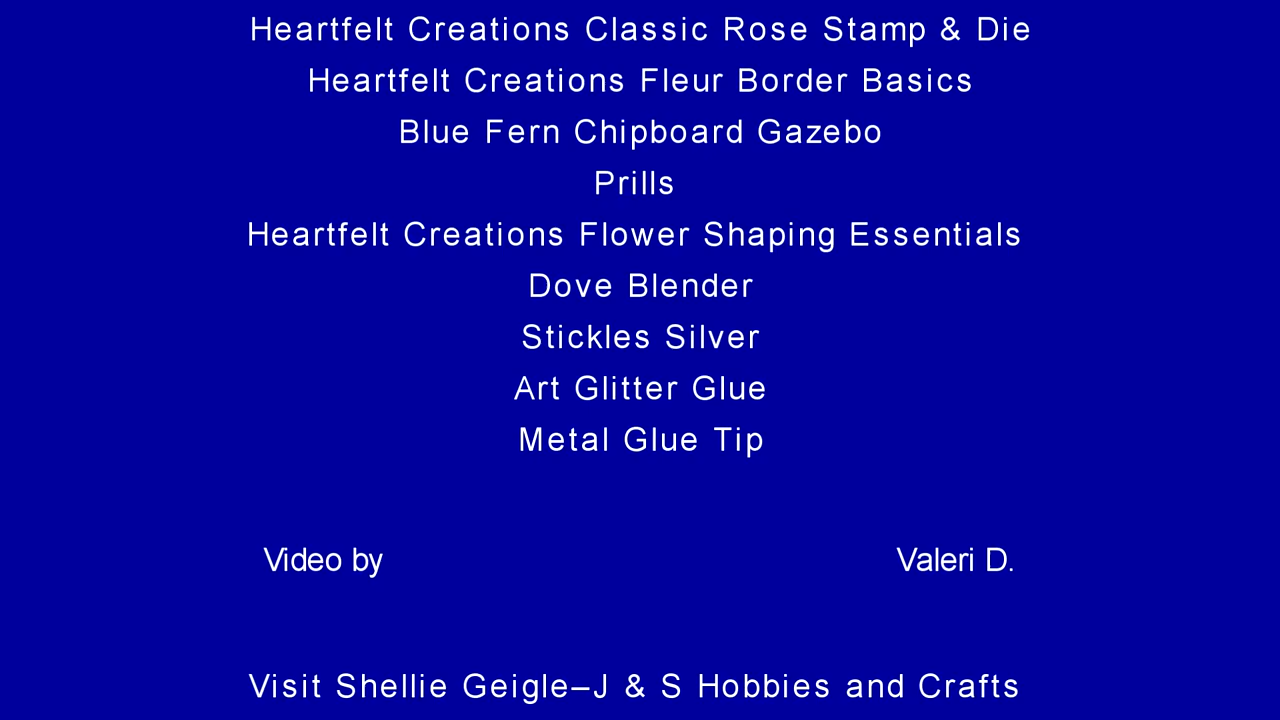 Heartfelt Creations Classic Rose Stamp & Die
Heartfelt Creations Fleur Border Basics
Blue Fern Chipboard Gazebo
Prills
Heartfelt Creations Flower Shaping Essentials
Dove Blender
Stickles Silver
Art Glitter Glue
Metal Glue Tip
Video by Valeri D.
Visit Shellie Geigle–J & S Hobbies and Crafts